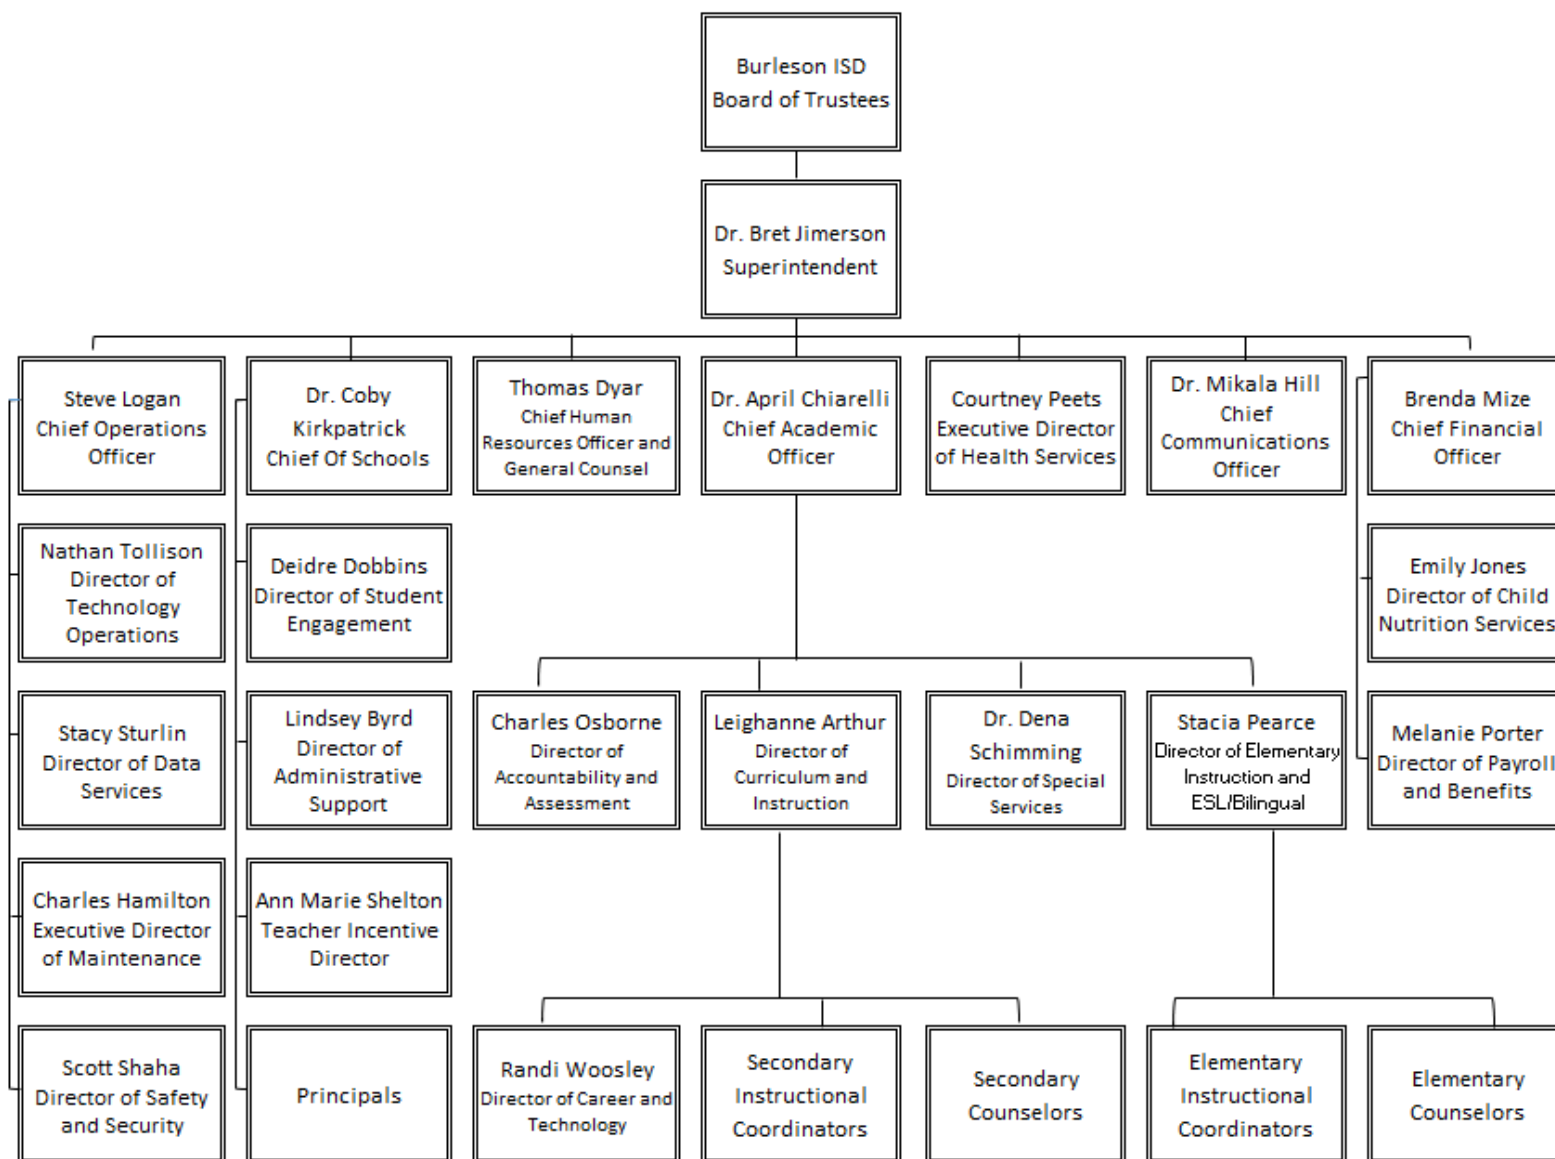 Burleson ISD
Board of Trustees
Dr. Bret Jimerson
Superintendent
Steve Logan
Chief Operations
Officer
Dr. Coby
Kirkpatrick
Chief Of Schools
Thomas Dyar
Chief Human
Resources Officer and
General Counsel
Dr. April Chiarelli
Chief Academic
Officer
Courtney Peets
Executive Director
of Health Services
Dr. Mikala Hill
Chief
Communications
Officer
Brenda Mize
Chief Financial
Officer
Nathan Tollison
Director of
Technology
Operations
Deidre Dobbins
Director of Student
Engagement
Emily Jones
Director of Child
Nutrition Services
Stacy Sturlin
Director of Data
Services
Lindsey Byrd
Director of
Administrative
Support
Charles Osborne
Director of
Accountability and
Assessment
Leighanne Arthur
Director of
Curriculum and
Instruction
Dr. Dena
Schimming
Director of Special
Services
Stacia Pearce
Director of Elementary
Instruction and
ESL/Bilingual
Melanie Porter
Director of Payroll
and Benefits
Charles Hamilton
Executive Director
of Maintenance
Ann Marie Shelton
Teacher Incentive
Director
Scott Shaha
Director of Safety
and Security
Principals
Randi Woosley
Director of Career and
Technology
Secondary
Instructional
Coordinators
Secondary
Counselors
Elementary
Instructional
Coordinators
Elementary
Counselors